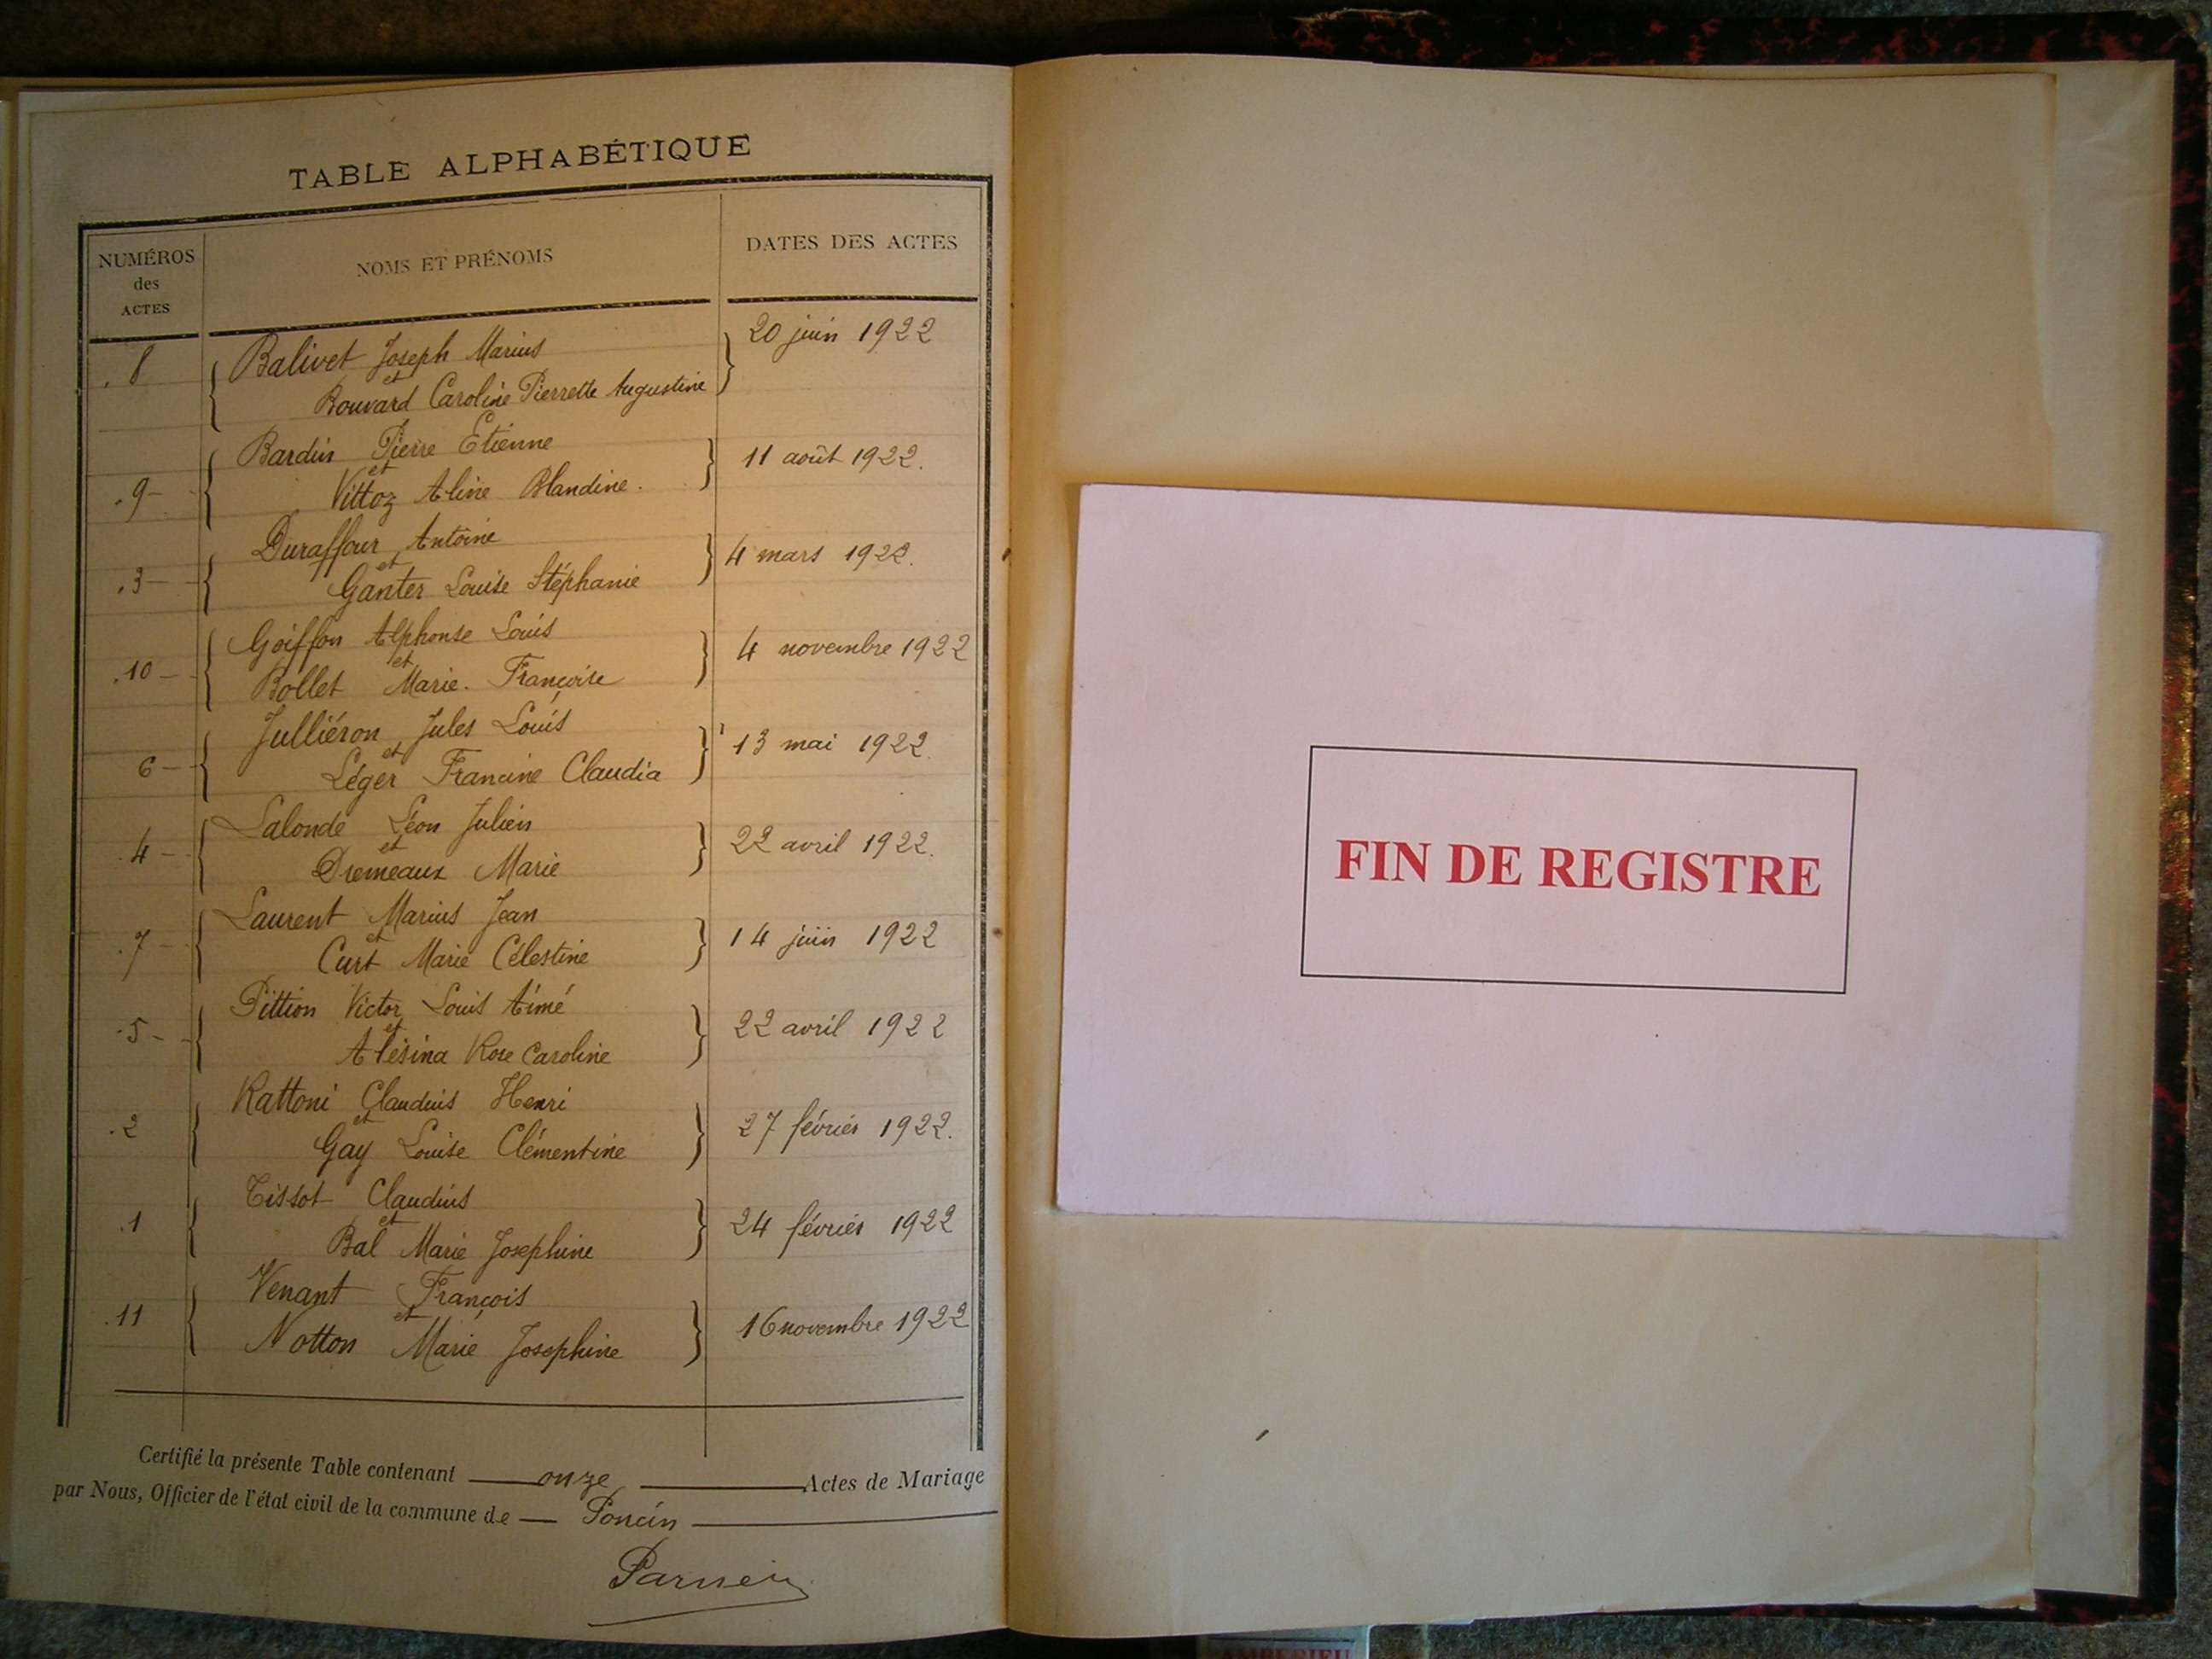 TABLE ALPHABÉTIQUE
NUMÉROS
des
ACTES
NOMS ET PRÉNOMS
DATES DES ACTES
8 Balivet Joseph Marius 20 juin 1922
et
Bouvard Caroline Pierrette Augustine
Bardin Pierre Etienne 11 août 1922.
et
9 Vittoz Aline Blandine.
Duraffour Antoine 4 mars 1922.
et
3 Ganter Louise Stéphanie
Goiffon Alphonse Louis 4 novembre 1922
et
10 Bollet Marie Françoise
Julliéron Jules Louis 13 mai 1922.
et
6 Léger Francine Claudia
Lalonde Léon Julien 22 avril 1922.
et
4 Dremeaux Marie
Laurent Marius Jean 14 juin 1922
et
7 Curt Marie Célestine
Pittion Victor Louis Aimé 22 avril 1922
et
5 Alésina Rose Caroline
Rattoni Claudius Henri 27 février 1922.
et
2 Gay Louise Clémentine
Tissot Claudius 24 février 1922
et
1 Bal Marie Josephine
Venant François 16 novembre 1922
et
11 Notton Marie Josephine
Certifié la présente Table contenant onze Actes de Mariage
par Nous, Officier de l'état civil de la commune de Poncin
FIN DE REGISTRE